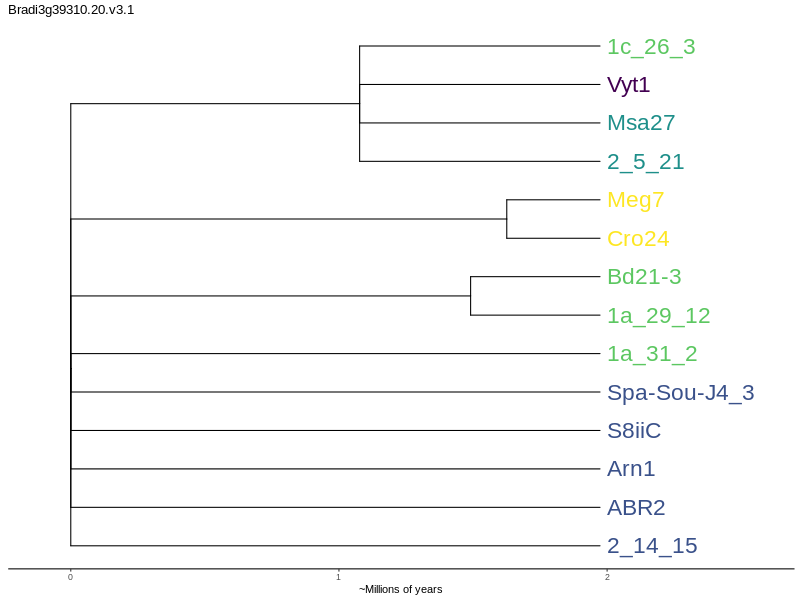 Bradi3g39310.20.v3.1
1c_26_3
Vyt1
Msa27
2_5_21
Meg7
Cro24
Bd21-3
1a_29_12
1a_31_2
Spa-Sou-J4_3
S8iiC
Arn1
ABR2
2_14_15
0 1 2
~Millions of years